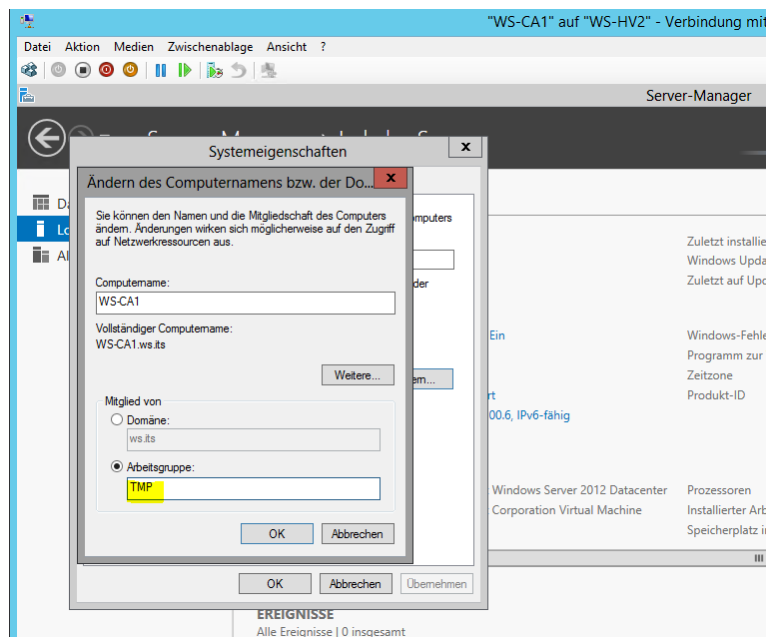 "WS-CA1" auf "WS-HV2" - Verbindung mit
Datei Aktion Medien Zwischenablage Ansicht ?
Server-Manager
Systemeigenschaften
x
Ändern des Computernamens bzw. der Do...
x
Sie können den Namen und die Mitgliedschaft des Computers
ändern. Änderungen wirken sich möglicherweise auf den Zugriff
auf Netzwerkressourcen aus.
Computername:
WS-CA1
Vollständiger Computername:
WS-CA1.ws.its
Weitere...
Mitglied von
Domäne:
ws.its
Arbeitsgruppe:
TMP
OK Abbrechen
OK Abbrechen Übernehmen
Ein
00.6, IPv6-fähig
Windows Server 2012 Datacenter
Corporation Virtual Machine
Zuletzt installie
Windows Upda
Zuletzt auf Upd
Windows-Fehle
Programm zur
Zeitzone
Produkt-ID
Prozessoren
Installierter Arb
Speicherplatz i
EREIGNISSE
Alle Ereignisse | 0 insgesamt